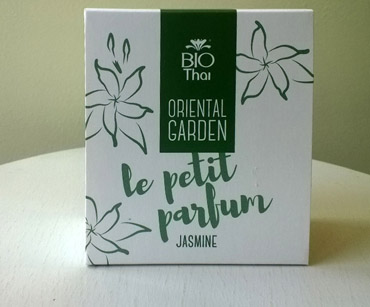 BIO
Thai
ORIENTAL
GARDEN
le petit
parfum
JASMINE